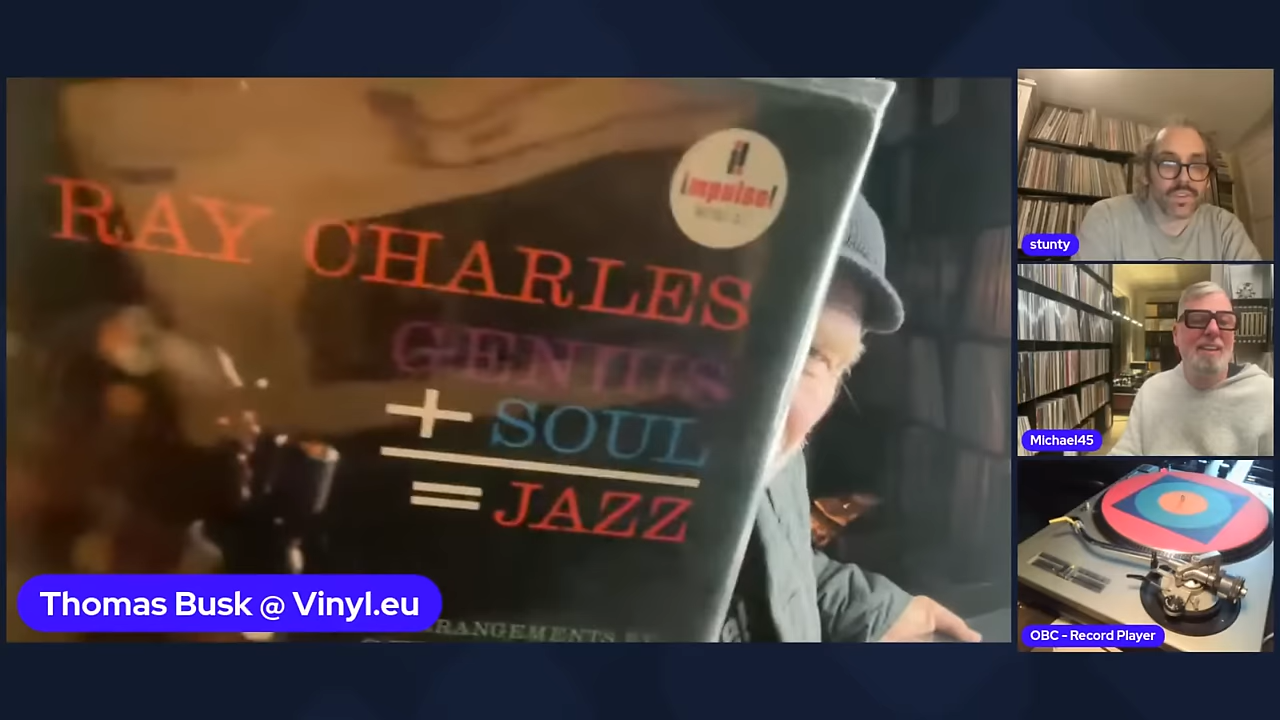 impulse!
RAY CHARLES
GENIUS
+ SOUL
= JAZZ
Thomas Busk @ Vinyl.eu
stunty
Michael45
OBC - Record Player